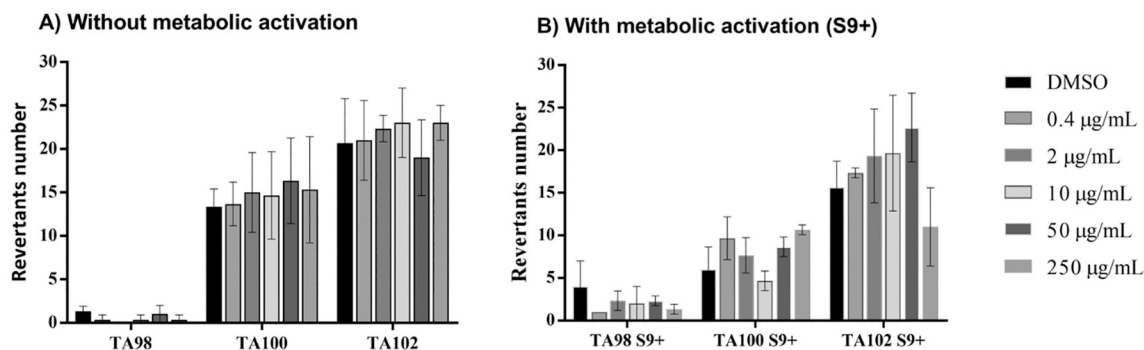 A) Without metabolic activation
Revertants number
30
25
20
15
10
5
0
TA98 TA100 TA102
B) With metabolic activation (S9+)
Revertants number
30
25
20
15
10
5
0
TA98 S9+ TA100 S9+ TA102 S9+
DMSO
0.4 μg/mL
2 μg/mL
10 μg/mL
50 μg/mL
250 μg/mL